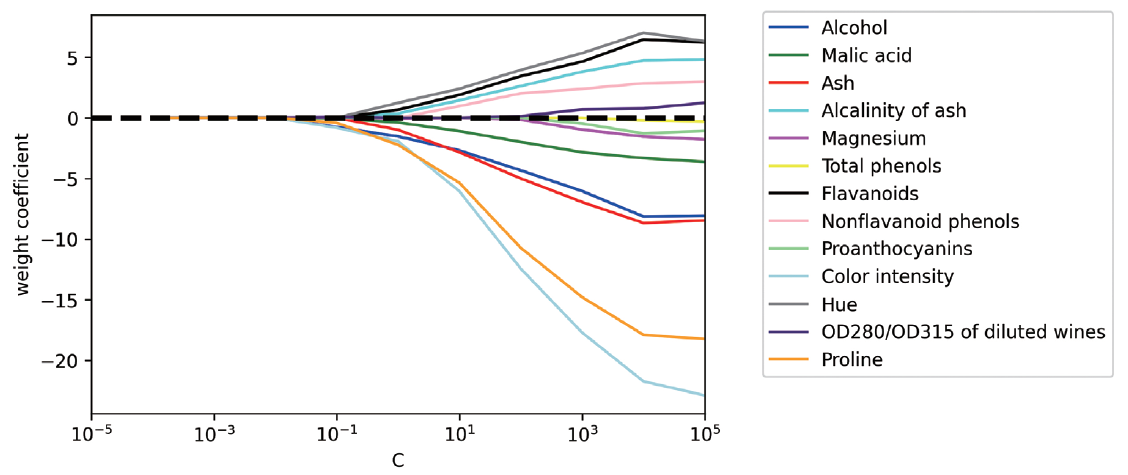 5
0
−5
−10
−15
−20
weight coefficient
10⁻⁵
10⁻³
10⁻¹
10¹
10³
10⁵
C
Alcohol
Malic acid
Ash
Alcalinity of ash
Magnesium
Total phenols
Flavanoids
Nonflavanoid phenols
Proanthocyanins
Color intensity
Hue
OD280/OD315 of diluted wines
Proline